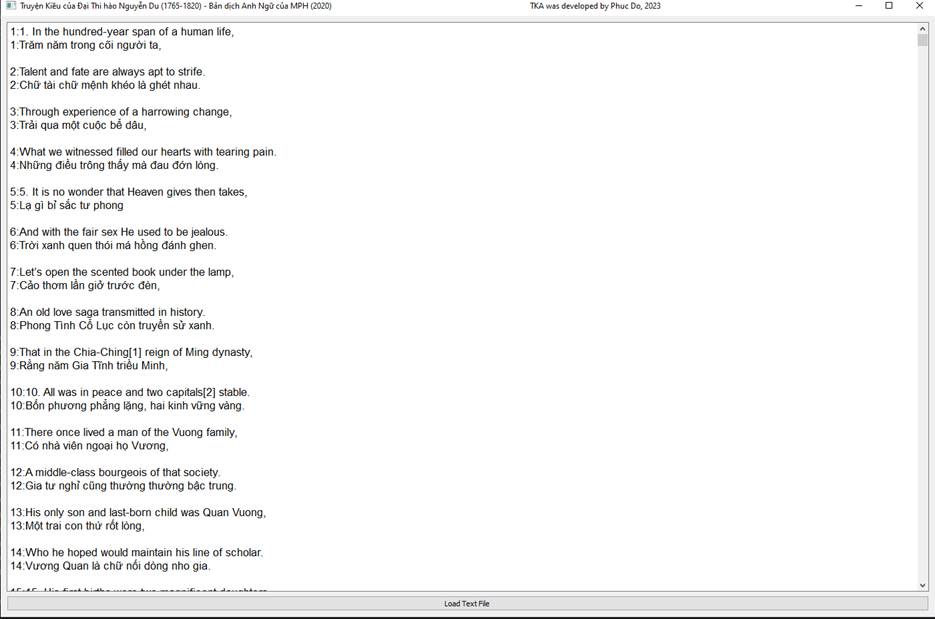 Truyện Kiều của Đại Thi hào Nguyễn Du (1765-1820) - Bản dịch Anh Ngữ của MPH (2020)
TKA was developed by Phuc Do, 2023
1:1. In the hundred-year span of a human life,
1:Trăm năm trong cõi người ta,
2:Talent and fate are always apt to strife.
2:Chữ tài chữ mệnh khéo là ghét nhau.
3:Through experience of a harrowing change,
3:Trải qua một cuộc bể dâu,
4:What we witnessed filled our hearts with tearing pain.
4:Những điều trông thấy mà đau đớn lòng.
5:5. It is no wonder that Heaven gives then takes,
5:Lạ gì bỉ sắc tư phong
6:And with the fair sex He used to be jealous.
6:Trời xanh quen thói má hồng đánh ghen.
7:Let's open the scented book under the lamp,
7:Cảo thơm lần giở trước đèn,
8:An old love saga transmitted in history.
8:Phong Tình Cổ Lục còn truyền sử xanh.
9:That in the Chia-Ching[1] reign of Ming dynasty,
9:Rằng năm Gia Tĩnh triều Minh,
10:10. All was in peace and two capitals[2] stable.
10:Bốn phương phẳng lặng, hai kinh vững vàng.
11:There once lived a man of the Vuong family,
11:Có nhà viên ngoại họ Vương,
12:A middle-class bourgeois of that society.
12:Gia tư nghỉ cũng thường thường bậc trung.
13:His only son and last-born child was Quan Vuong,
13:Một trai con thứ rốt lòng,
14:Who he hoped would maintain his line of scholar.
14:Vương Quan là chữ nối dòng nho gia.
15:15. His first births were two magnificent daughters
Load Text File